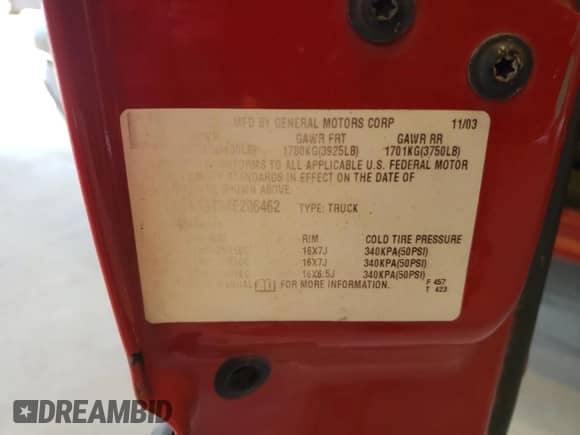 MFD BY GENERAL MOTORS CORP 11/03
GAWR FRT GAWR RR
1780KG(3925LB) 1701KG(3750LB)
TO ALL APPLICABLE U.S. FEDERAL MOTOR
STANDARDS IN EFFECT ON THE DATE OF
SHOWN ABOVE.
E206462 TYPE: TRUCK
RIM COLD TIRE PRESSURE
16X7J 340KPA(50PSI)
16X7J 340KPA(50PSI)
16X6.5J 340KPA(50PSI)
FOR MORE INFORMATION.
F 457
T 423
DREAMBID